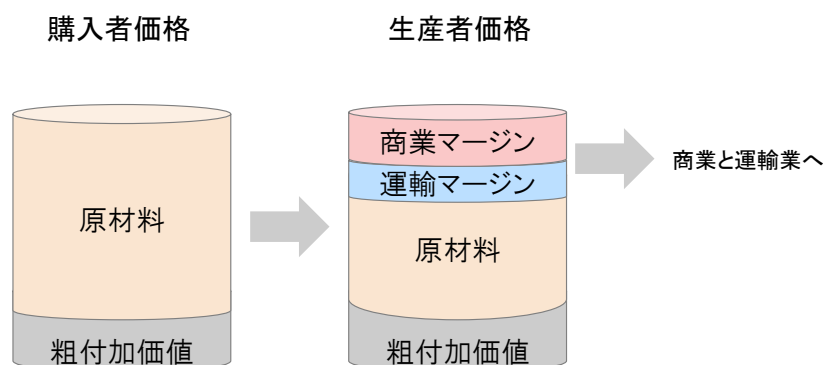 購入者価格
生産者価格
原材料
粗付加価値
商業マージン
運輸マージン
原材料
粗付加価値
商業と運輸業へ